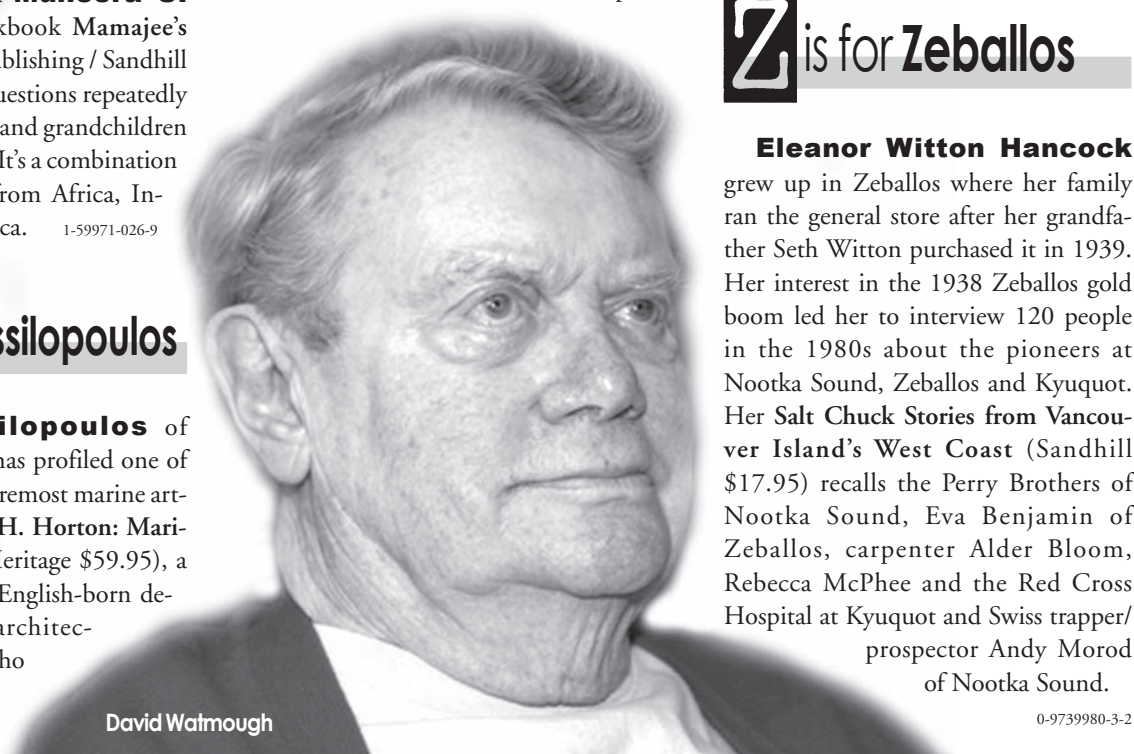 kbook Mamajee's
blishing / Sandhill
uestions repeatedly
and grandchildren
It's a combination
rom Africa, In-
ca. 1-59971-026-9
ssilopoulos
ilopoulos of
has profiled one of
remost marine art-
H. Horton: Mari-
eritage $59.95), a
English-born de-
architec-
ho
David Watmough
Z is for Zeballos
Eleanor Witton Hancock
grew up in Zeballos where her family
ran the general store after her grandfa-
ther Seth Witton purchased it in 1939.
Her interest in the 1938 Zeballos gold
boom led her to interview 120 people
in the 1980s about the pioneers at
Nootka Sound, Zeballos and Kyuquot.
Her Salt Chuck Stories from Vancou-
ver Island's West Coast (Sandhill
$17.95) recalls the Perry Brothers of
Nootka Sound, Eva Benjamin of
Zeballos, carpenter Alder Bloom,
Rebecca McPhee and the Red Cross
Hospital at Kyuquot and Swiss trapper/
prospector Andy Morod
of Nootka Sound.
0-9739980-3-2